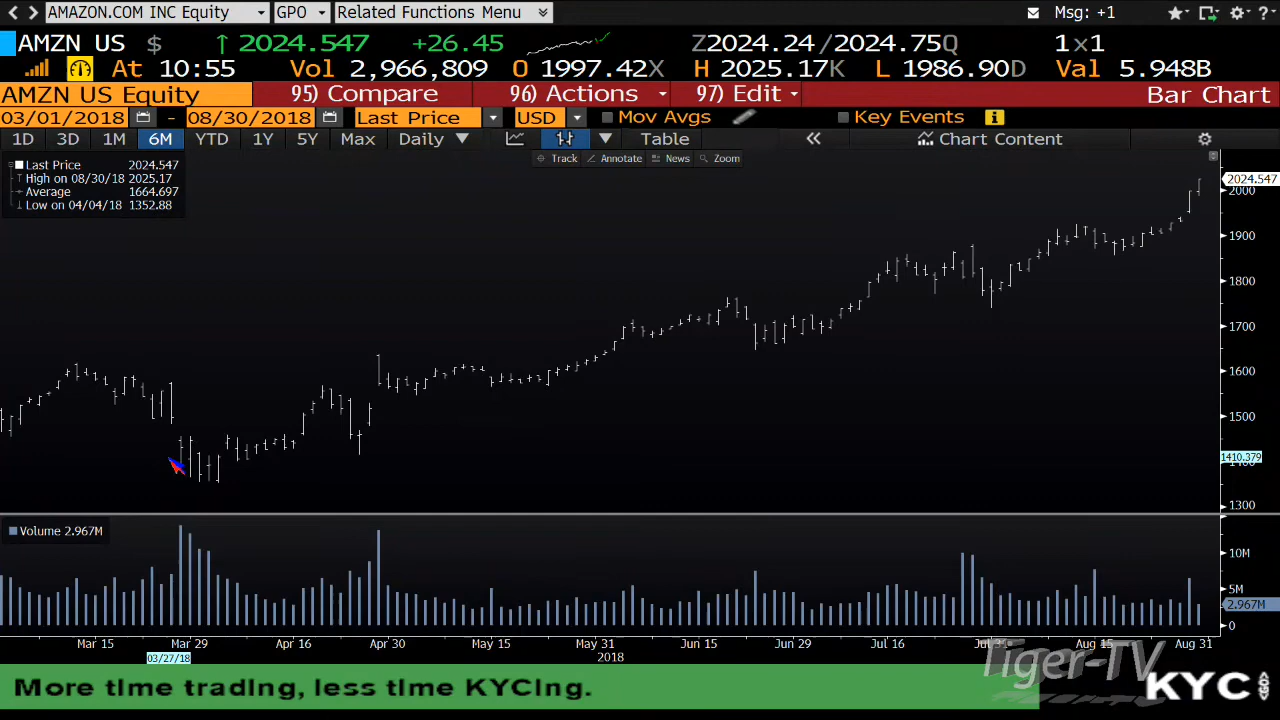 AMAZON.COM INC Equity GPO Related Functions Menu Msg: +1
AMZN US $ ↑ 2024.547 +26.45 Z2024.24 /2024.75Q 1×1
At 10:55 Vol 2,966,809 O 1997.42X H 2025.17K L 1986.90D Val 5.948B
AMZN US Equity 95) Compare 96) Actions 97) Edit Bar Chart
03/01/2018 - 08/30/2018 Last Price USD Mov Avgs Key Events
1D 3D 1M 6M YTD 1Y 5Y Max Daily ▼ Table « Chart Content
Track Annotate News Zoom
Last Price 2024.547
High on 08/30/18 2025.17
Average 1664.697
Low on 04/04/18 1352.88
2024.547
2000
1900
1800
1700
1600
1500
1410.379
1400
1300
Volume 2.967M
10M
5M
2.967M
0
Mar 15 Mar 29 Apr 16 Apr 30 May 15 May 31 Jun 15 Jun 29 Jul 16 Jul 31 Aug 15 Aug 31
03/27/18 2018
Tiger-TV
More time trading, less time KYCing.
KYC